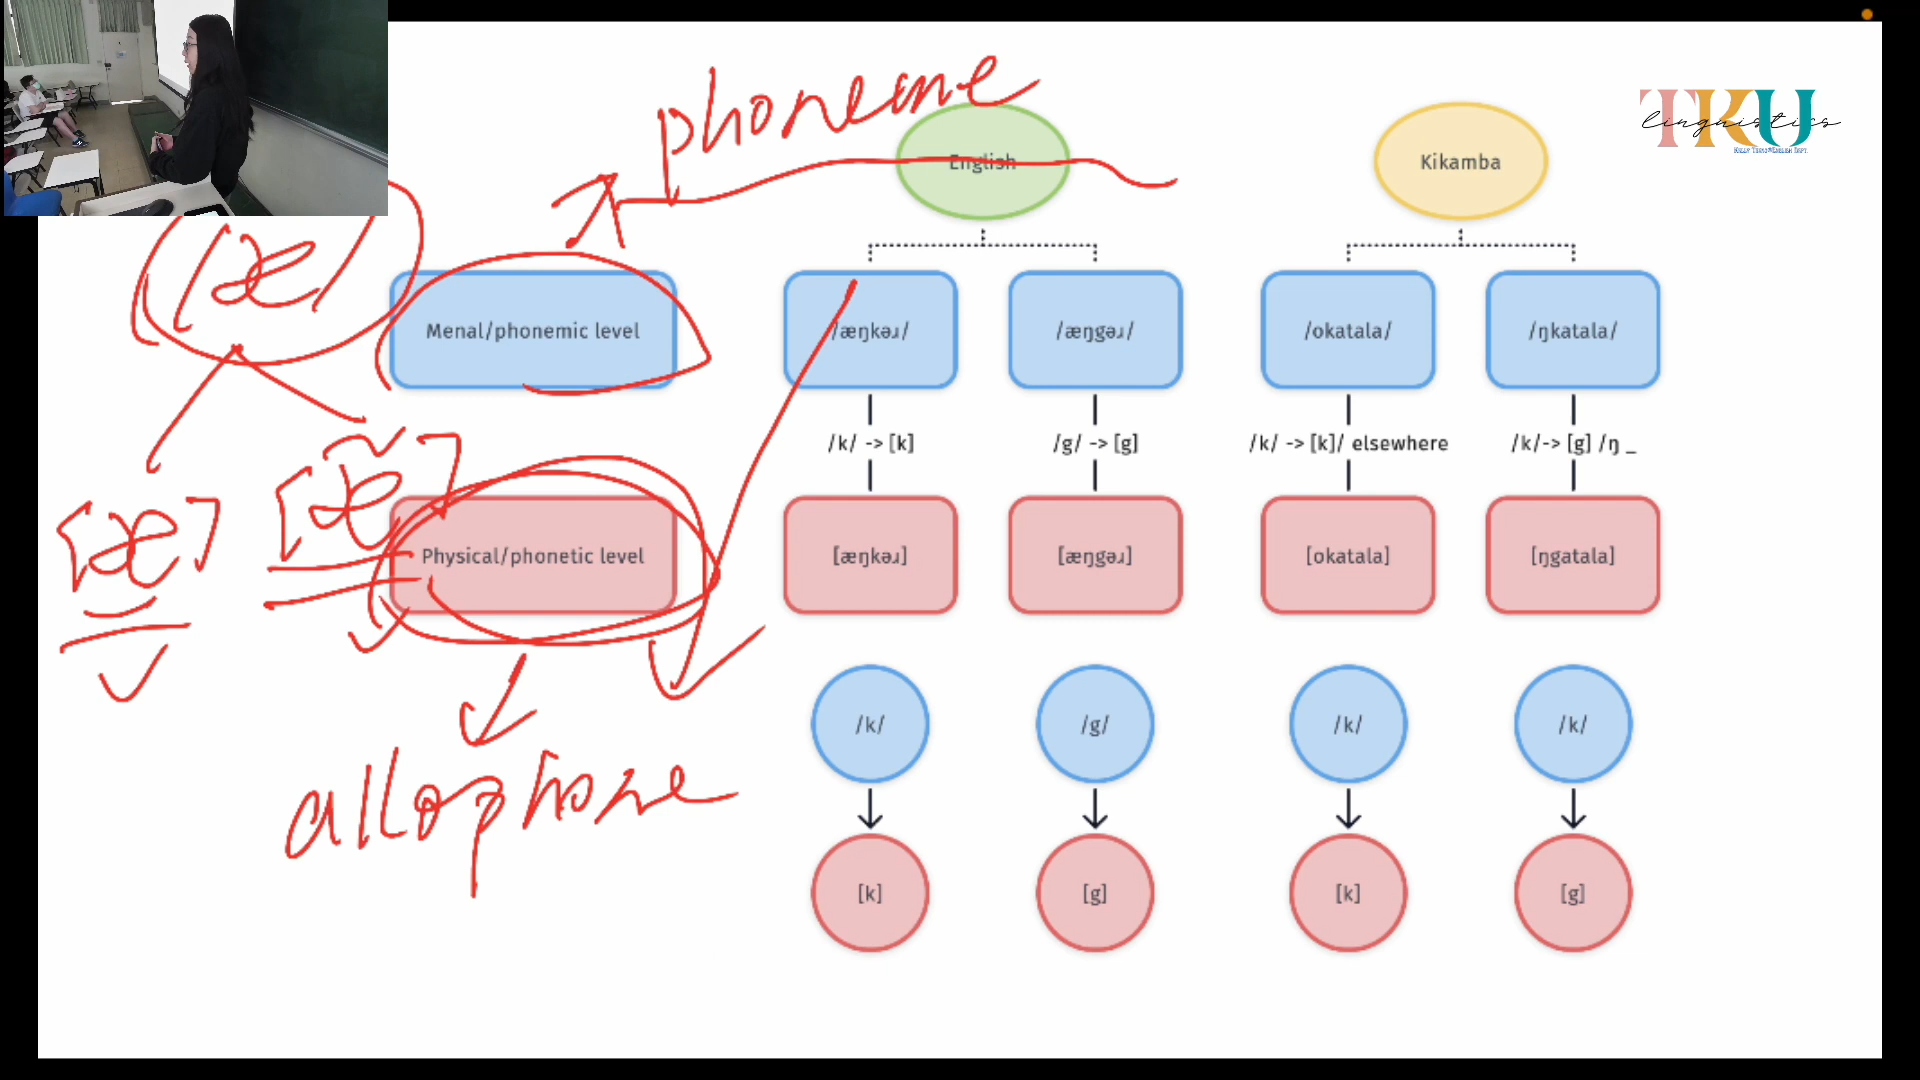 phoneme
TKU
linguistics
English
Kikamba
/æ/
Menal/phonemic level
/æŋkəɹ/
/æŋgəɹ/
/okatala/
/ŋkatala/
/k/ -> [k]
/g/ -> [g]
/k/ -> [k]/ elsewhere
/k/-> [g] /ŋ _
[æ]
[æ̃]
Physical/phonetic level
[æŋkəɹ]
[æŋgəɹ]
[okatala]
[ŋgatala]
/k/
/g/
/k/
/k/
allophone
[k]
[g]
[k]
[g]